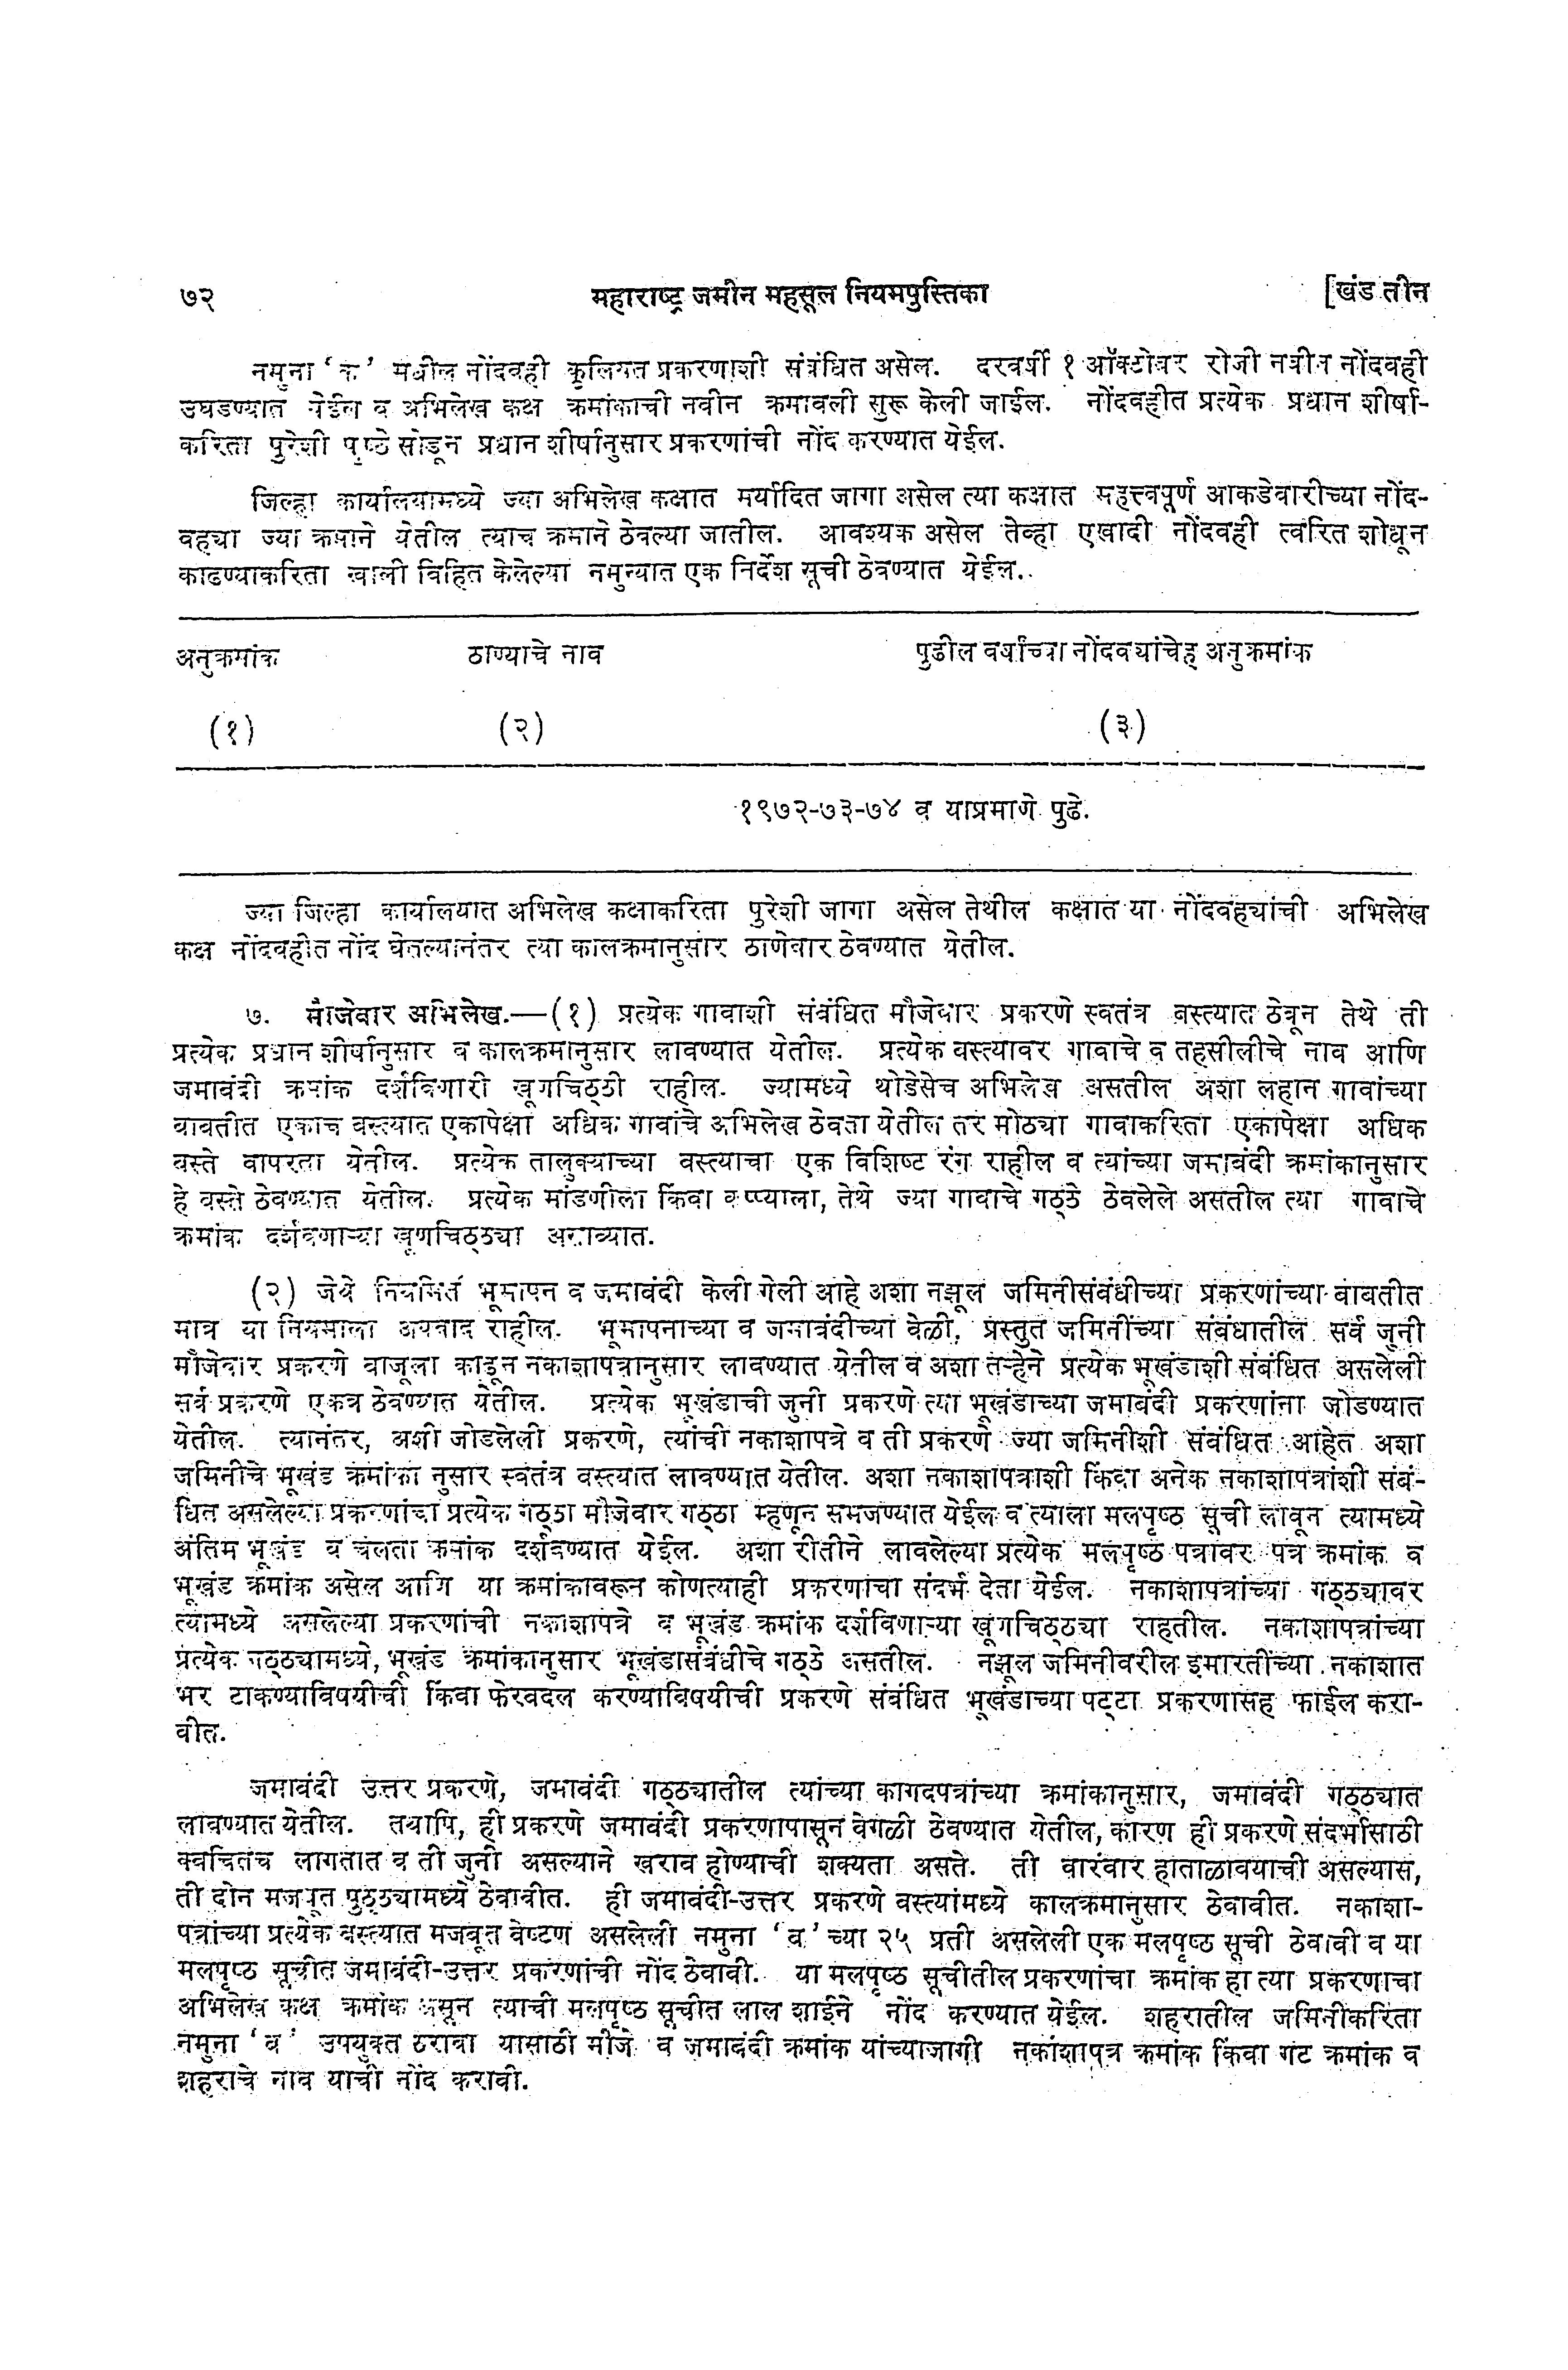 ७२ महाराष्ट्र जमीन महसूल नियमपुस्तिका [खंड तीन
नमुना ‘क’ मधील नोंदवही कूलियत प्रकरणाशी संबंधित असेल. दरवर्षी १ ऑक्टोबर रोजी नवीन नोंदवही
उघडण्यात येईल व अभिलेख कक्ष क्रमांकाची नवीन क्रमावली सुरू केली जाईल. नोंदवहीत प्रत्येक प्रधान शीर्षा-
करिता पुरेशी पृष्ठे सोडून प्रधान शीर्षानुसार प्रकरणांची नोंद करण्यात येईल.
जिल्हा कार्यालयामध्ये ज्या अभिलेख कक्षात मर्यादित जागा असेल त्या कक्षात महत्त्वपूर्ण आकडेवारीच्या नोंद-
वह्या ज्या क्रमाने येतील त्याच क्रमाने ठेवल्या जातील. आवश्यक असेल तेव्हा एखादी नोंदवही त्वरित शोधून
काढण्याकरिता खाली विहित केलेल्या नमुन्यात एक निर्देश सूची ठेवण्यात येईल.
अनुक्रमांक ठाण्याचे नाव पुढील वर्षांच्या नोंदवयांचेह् अनुक्रमांक
(१) (२) (३)
१९७२-७३-७४ व याप्रमाणे पुढे.
ज्या जिल्हा कार्यालयात अभिलेख कक्षाकरिता पुरेशी जागा असेल तेथील कक्षात या नोंदवह्यांची अभिलेख
कक्ष नोंदवहीत नोंद घेतल्यानंतर त्या कालक्रमानुसार ठाणेवार ठेवण्यात येतील.
७. मौजेवार अभिलेख.—(१) प्रत्येक गावाशी संबंधित मौजेवार प्रकरणे स्वतंत्र बस्त्यात ठेवून तेथे ती
प्रत्येक प्रधान शीर्षानुसार व कालक्रमानुसार लावण्यात येतील. प्रत्येक बस्त्यावर गावाचे व तहसीलीचे नाव आणि
जमाबंदी क्रमांक दर्शविणारी खूणचिठ्ठी राहील. ज्यामध्ये थोडेसेच अभिलेख असतील अशा लहान गावांच्या
बाबतीत एकाच बस्त्यात एकापेक्षा अधिक गावांचे अभिलेख ठेवता येतील तर मोठ्या गावाकरिता एकापेक्षा अधिक
बस्ते वापरता येतील. प्रत्येक तालुक्याच्या बस्त्याचा एक विशिष्ट रंग राहील व त्यांच्या जमाबंदी क्रमांकानुसार
हे बस्ते ठेवण्यात येतील. प्रत्येक मांडणीला किंवा कप्प्याला, तेथे ज्या गावाचे गठ्ठे ठेवलेले असतील त्या गावाचे
क्रमांक दर्शवणाऱ्या खूणचिठ्ठ्या असाव्यात.
(२) जेथे नियमित भूमापन व जमाबंदी केली गेली आहे अशा नझूल जमिनीसंबंधीच्या प्रकरणांच्या बाबतीत
मात्र या नियमाला अपवाद राहील. भूमापनाच्या व जमाबंदीच्या वेळी, प्रस्तुत जमिनींच्या संबंधातील सर्व जुनी
मौजेवार प्रकरणे बाजूला काढून नकाशापत्रानुसार लावण्यात येतील व अशा तऱ्हेने प्रत्येक भूखंडाशी संबंधित असलेली
सर्व प्रकरणे एकत्र ठेवण्यात येतील. प्रत्येक भूखंडाची जुनी प्रकरणे त्या भूखंडाच्या जमाबंदी प्रकरणांना जोडण्यात
येतील. त्यानंतर, अशी जोडलेली प्रकरणे, त्यांची नकाशापत्रे व ती प्रकरणे ज्या जमिनीशी संबंधित आहेत अशा
जमिनीचे भूखंड क्रमांका नुसार स्वतंत्र बस्त्यात लावण्यात येतील. अशा नकाशापत्राशी किंवा अनेक नकाशापत्रांशी संबं-
धित असलेल्या प्रकरणांचा प्रत्येक गठ्ठा मौजेवार गठ्ठा म्हणून समजण्यात येईल व त्याला मलपृष्ठ सूची लावून त्यामध्ये
अंतिम भूखंड व चलता क्रमांक दर्शवण्यात येईल. अशा रीतीने लावलेल्या प्रत्येक मलपृष्ठ पत्रावर पत्र क्रमांक व
भूखंड क्रमांक असेल आणि या क्रमांकावरून कोणत्याही प्रकरणाचा संदर्भ देता येईल. नकाशापत्रांच्या गठ्ठ्यावर
त्यामध्ये असलेल्या प्रकरणांची नकाशापत्रे व भूखंड क्रमांक दर्शविणाऱ्या खूणचिठ्ठ्या राहतील. नकाशापत्रांच्या
प्रत्येक गठ्ठ्यामध्ये, भूखंड क्रमांकानुसार भूखंडासंबंधीचे गठ्ठे असतील. नझूल जमिनीवरील इमारतींच्या नकाशात
भर टाकण्याविषयीची किंवा फेरबदल करण्याविषयीची प्रकरणे संबंधित भूखंडाच्या पट्टा प्रकरणासह फाईल करा-
वीत.
जमाबंदी उत्तर प्रकरणे, जमाबंदी गठ्ठ्यातील त्यांच्या कागदपत्रांच्या क्रमांकानुसार, जमाबंदी गठ्ठ्यात
लावण्यात येतील. तथापि, ही प्रकरणे जमाबंदी प्रकरणापासून वेगळी ठेवण्यात येतील, कारण ही प्रकरणे संदर्भासाठी
क्वचितच लागतात व ती जुनी असल्याने खराब होण्याची शक्यता असते. ती वारंवार हाताळावयाची असल्यास,
ती दोन मजबूत पुठ्ठ्यामध्ये ठेवावीत. ही जमाबंदी-उत्तर प्रकरणे बस्त्यांमध्ये कालक्रमानुसार ठेवावीत. नकाशा-
पत्रांच्या प्रत्येक बस्त्यात मजबूत वेष्टण असलेली नमुना ‘ब’ च्या २५ प्रती असलेली एक मलपृष्ठ सूची ठेवावी व या
मलपृष्ठ सूचीत जमाबंदी-उत्तर प्रकरणांची नोंद ठेवावी. या मलपृष्ठ सूचीतील प्रकरणांचा क्रमांक हा त्या प्रकरणाचा
अभिलेख कक्ष क्रमांक असून त्याची मलपृष्ठ सूचीत लाल शाईने नोंद करण्यात येईल. शहरातील जमिनीकरिता
नमुना ‘ब’ उपयुक्त ठरावा यासाठी मौजे व जमाबंदी क्रमांक यांच्याजागी नकाशापत्र क्रमांक किंवा गट क्रमांक व
शहराचे नाव याची नोंद करावी.